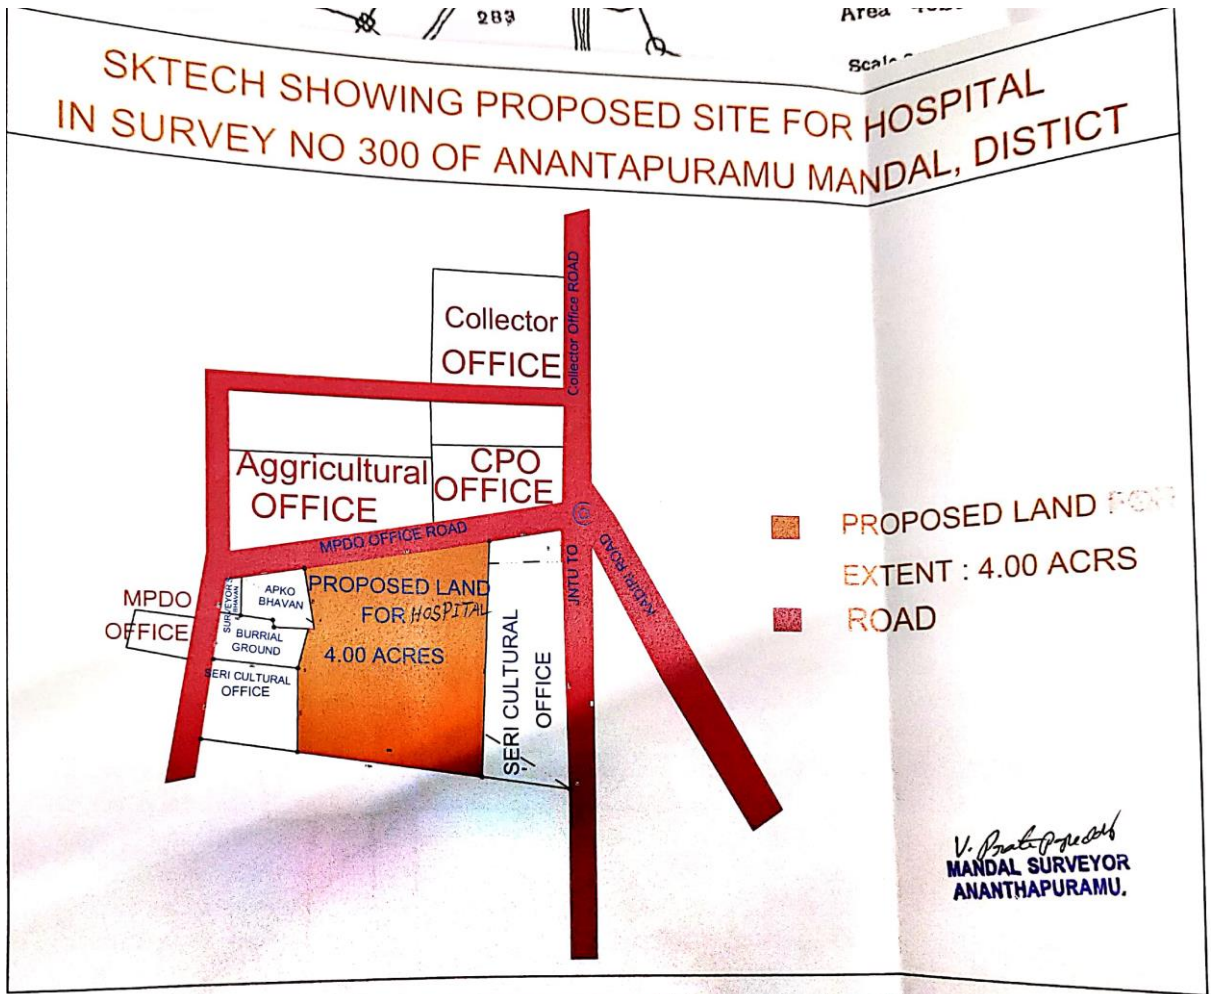 283
Area
Scale
SKTECH SHOWING PROPOSED SITE FOR HOSPITAL
IN SURVEY NO 300 OF ANANTAPURAMU MANDAL, DISTICT
Collector Office ROAD
Collector
OFFICE
Aggricultural
OFFICE
CPO
OFFICE
MPDO OFFICE ROAD
JNTU TO
KADIRI ROAD
MPDO
OFFICE
BHAVAN
APKO
BHAVAN
BURRIAL
GROUND
SERI CULTURAL
OFFICE
PROPOSED LAND
FOR HOSPITAL
4.00 ACRES
SERI CULTURAL
OFFICE
PROPOSED LAND FOR
EXTENT : 4.00 ACRS
ROAD
MANDAL SURVEYOR
ANANTHAPURAMU.